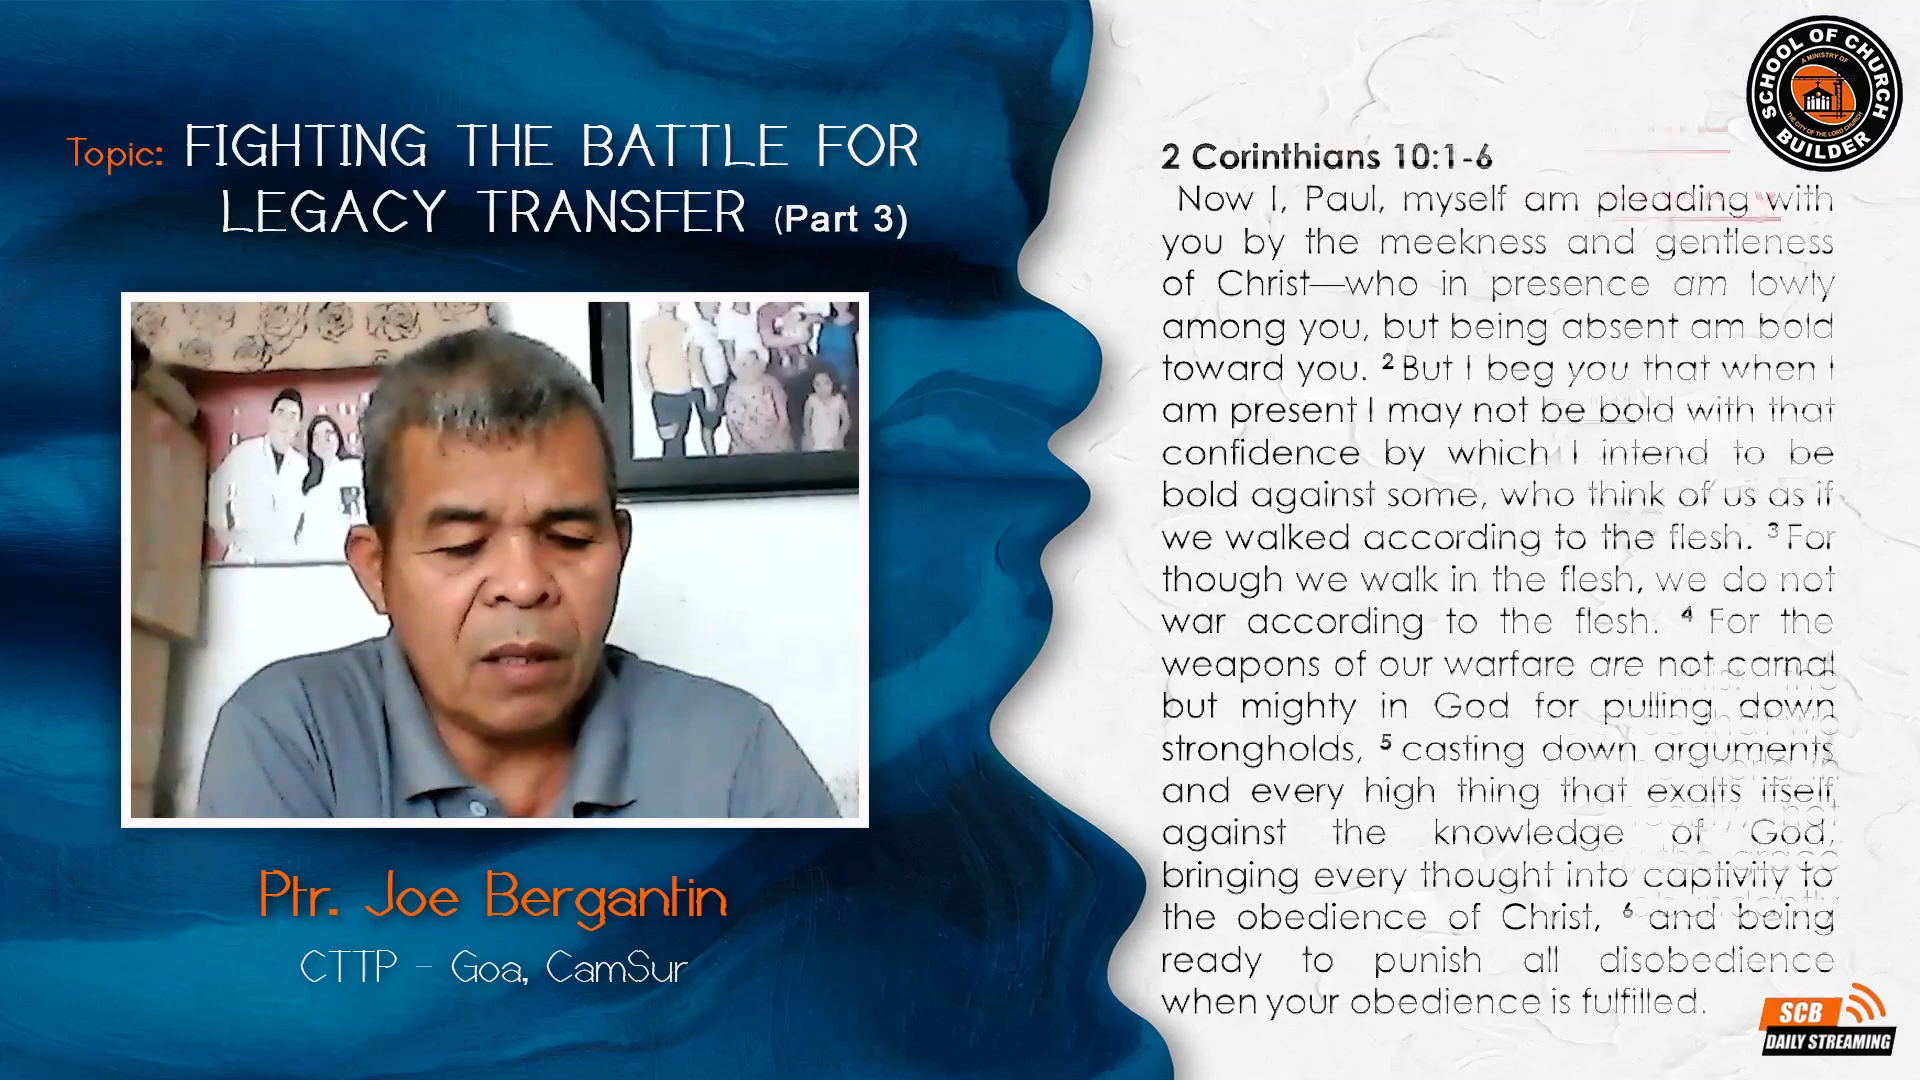 Topic: FIGHTING THE BATTLE FOR
LEGACY TRANSFER (Part 3)
Ptr. Joe Bergantin
CTTP - Goa, CamSur
SCHOOL OF CHURCH
A MINISTRY OF
THE CITY OF THE LORD CHURCH
BUILDER
2 Corinthians 10:1-6
Now I, Paul, myself am pleading with
you by the meekness and gentleness
of Christ—who in presence am lowly
among you, but being absent am bold
toward you. ² But I beg you that when I
am present I may not be bold with that
confidence by which I intend to be
bold against some, who think of us as if
we walked according to the flesh. ³ For
though we walk in the flesh, we do not
war according to the flesh. ⁴ For the
weapons of our warfare are not carnal
but mighty in God for pulling down
strongholds, ⁵ casting down arguments
and every high thing that exalts itself
against the knowledge of God,
bringing every thought into captivity to
the obedience of Christ, ⁶ and being
ready to punish all disobedience
when your obedience is fulfilled.
SCB
DAILY STREAMING